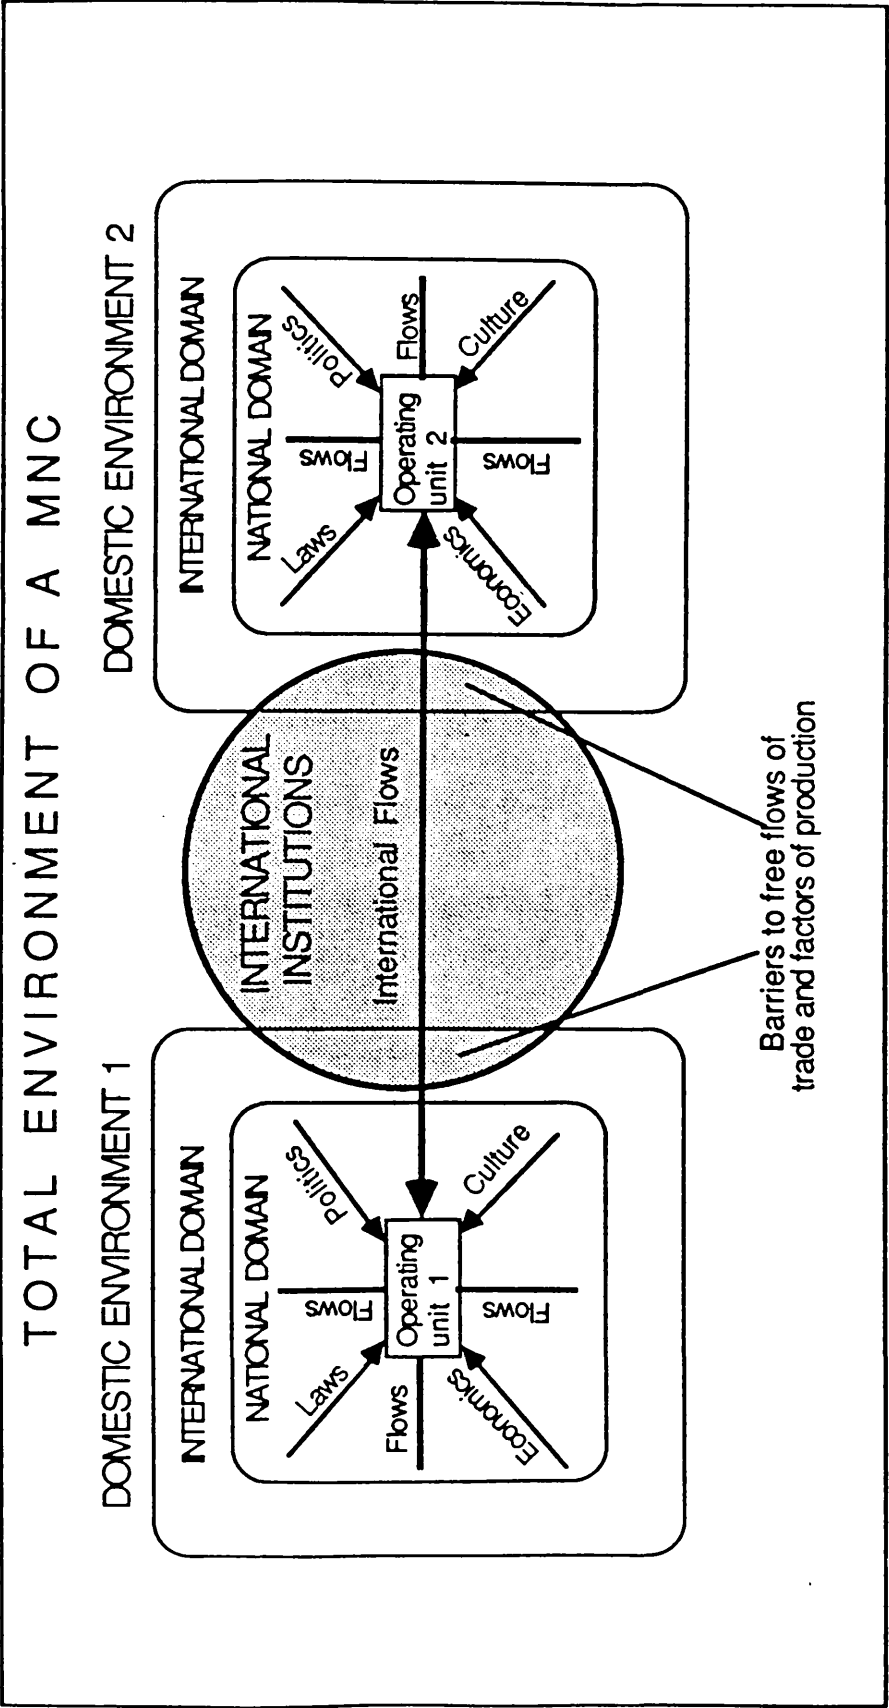 TOTAL ENVIRONMENT OF A MNC
DOMESTIC ENVIRONMENT 1
INTERNATIONAL DOMAIN
NATIONAL DOMAIN
Laws
Flows
Politics
Flows
Operating
unit 1
Economics
Flows
Culture
INTERNATIONAL
INSTITUTIONS
International Flows
DOMESTIC ENVIRONMENT 2
INTERNATIONAL DOMAIN
NATIONAL DOMAIN
Laws
Flows
Politics
Operating
unit 2
Flows
Economics
Flows
Culture
Barriers to free flows of
trade and factors of production